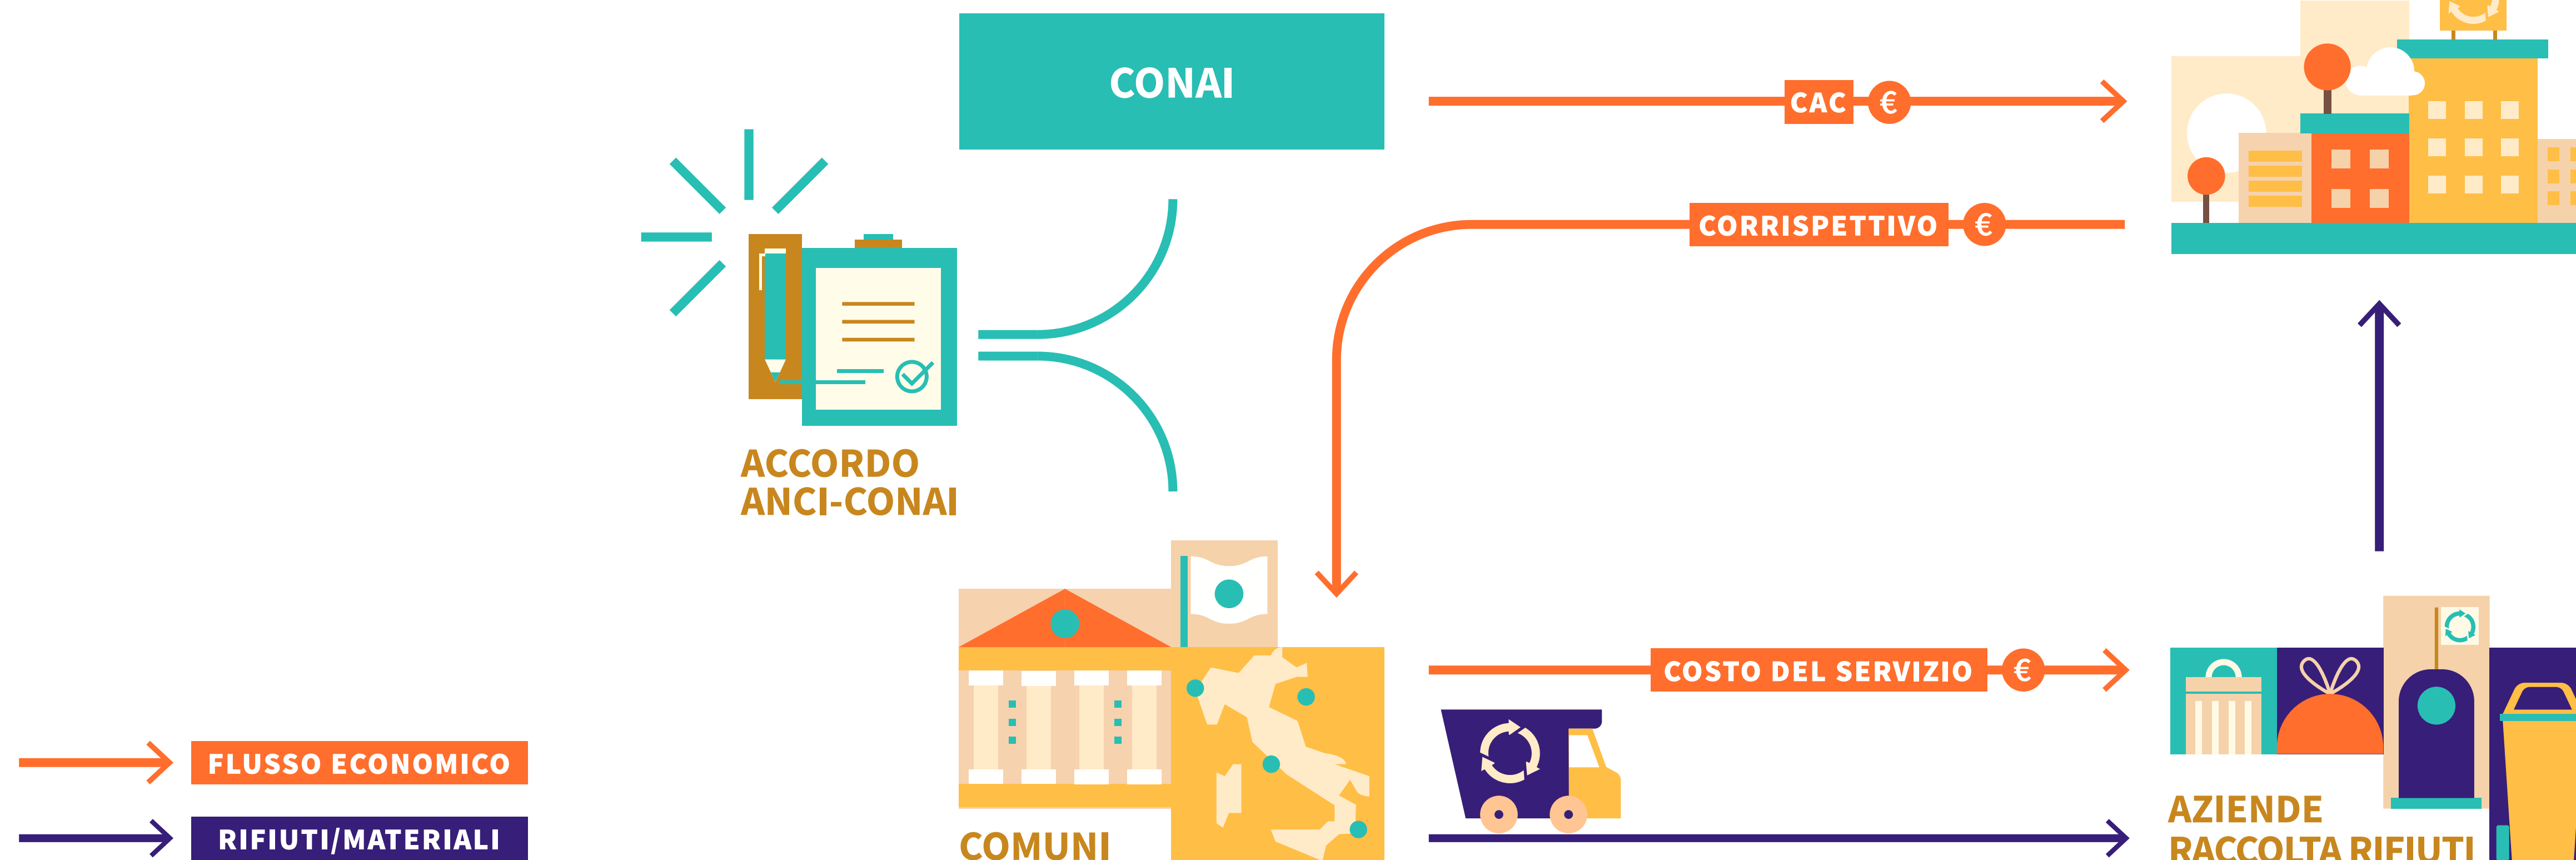 CONAI
CAC €
CORRISPETTIVO €
ACCORDO
ANCI-CONAI
COSTO DEL SERVIZIO €
FLUSSO ECONOMICO
RIFIUTI/MATERIALI
COMUNI
AZIENDE
RACCOLTA RIFIUTI